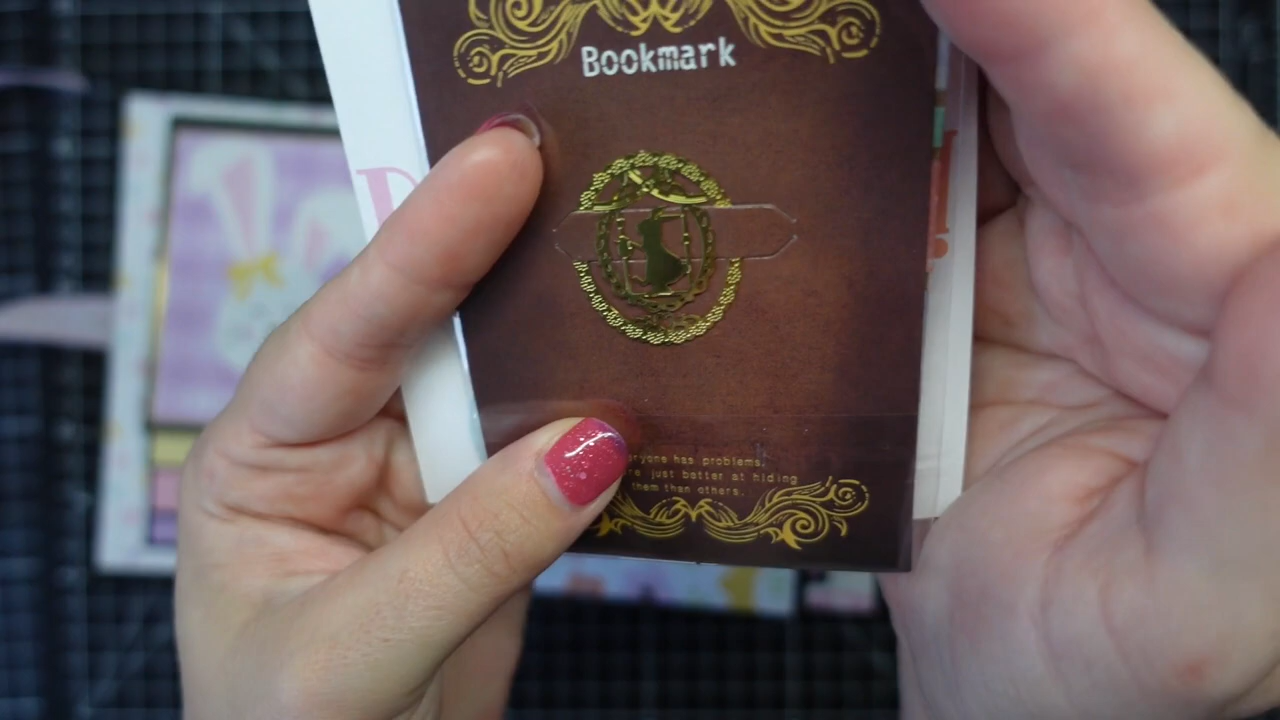 Bookmark
has problems.
just better at hiding
them than others.